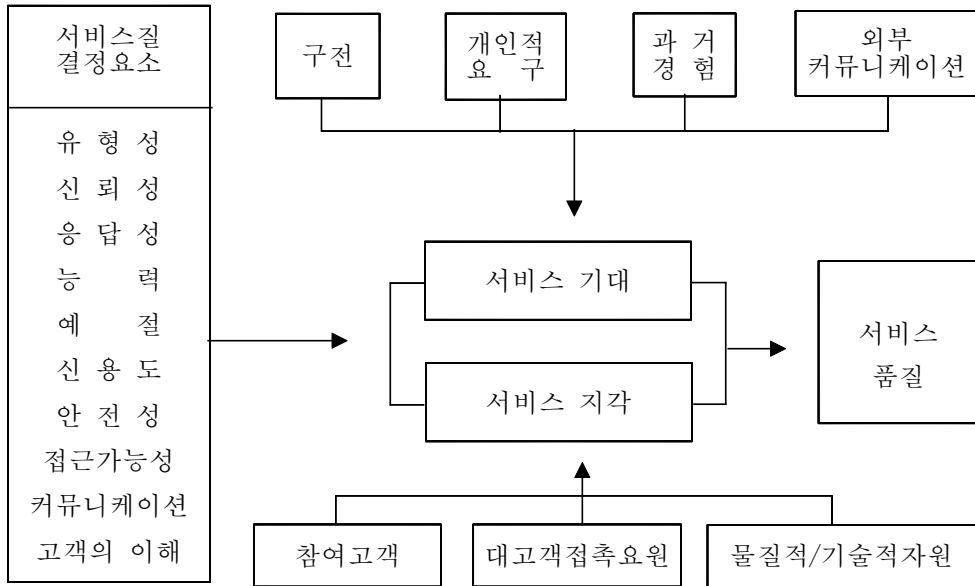 서비스질
결정요소
유 형 성
신 뢰 성
응 답 성
능 력
예 절
신 용 도
안 전 성
접근가능성
커뮤니케이션
고객의 이해
구전
개인적
요 구
과 거
경 험
외부
커뮤니케이션
서비스 기대
서비스 지각
서비스
품질
참여고객
대고객접촉요원
물질적/기술적자원